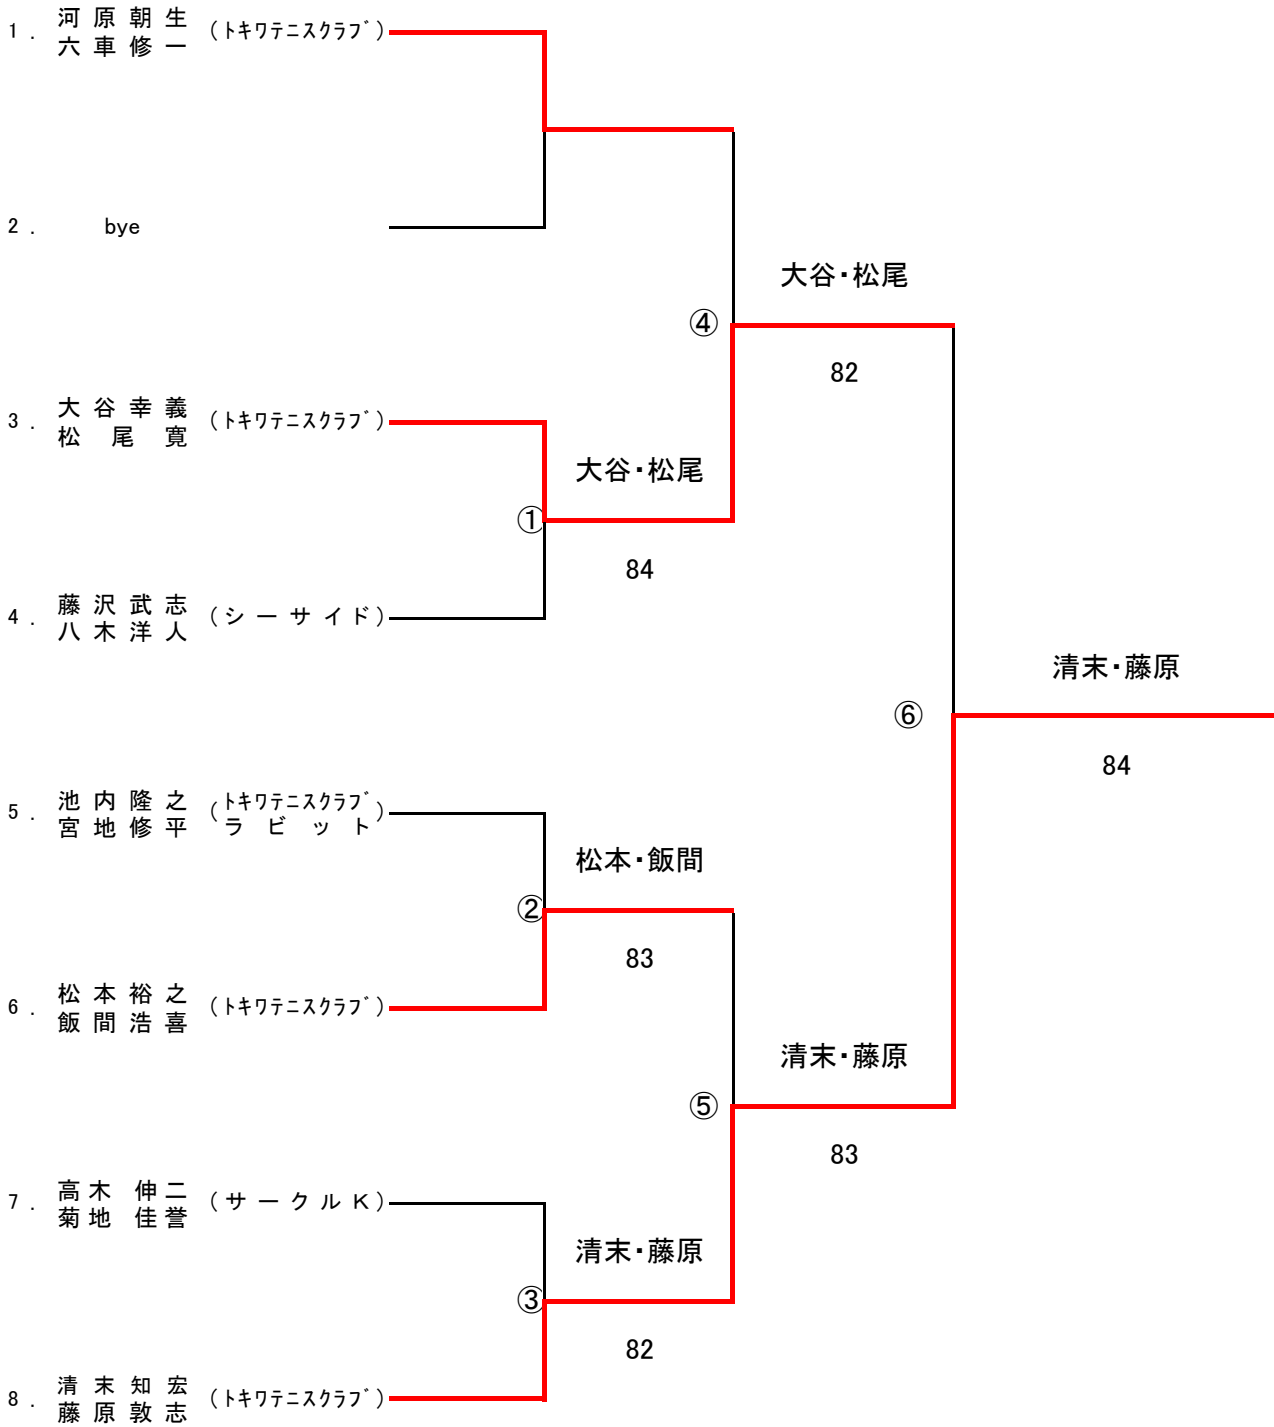 1 . 河原朝生 (ﾄｷﾜﾃﾆｽｸﾗﾌﾞ)
六車修一
2 . bye
大谷・松尾
④
82
3 . 大谷幸義 (ﾄｷﾜﾃﾆｽｸﾗﾌﾞ)
松尾寛
大谷・松尾
①
84
4 . 藤沢武志 (シーサイド)
八木洋人
清末・藤原
⑥
84
5 . 池内隆之 (ﾄｷﾜﾃﾆｽｸﾗﾌﾞ)
宮地修平 ラビット
松本・飯間
②
83
6 . 松本裕之 (ﾄｷﾜﾃﾆｽｸﾗﾌﾞ)
飯間浩喜
清末・藤原
⑤
83
7 . 高木 伸二 (サークルK)
菊地 佳誉
清末・藤原
③
82
8 . 清末知宏 (ﾄｷﾜﾃﾆｽｸﾗﾌﾞ)
藤原敦志